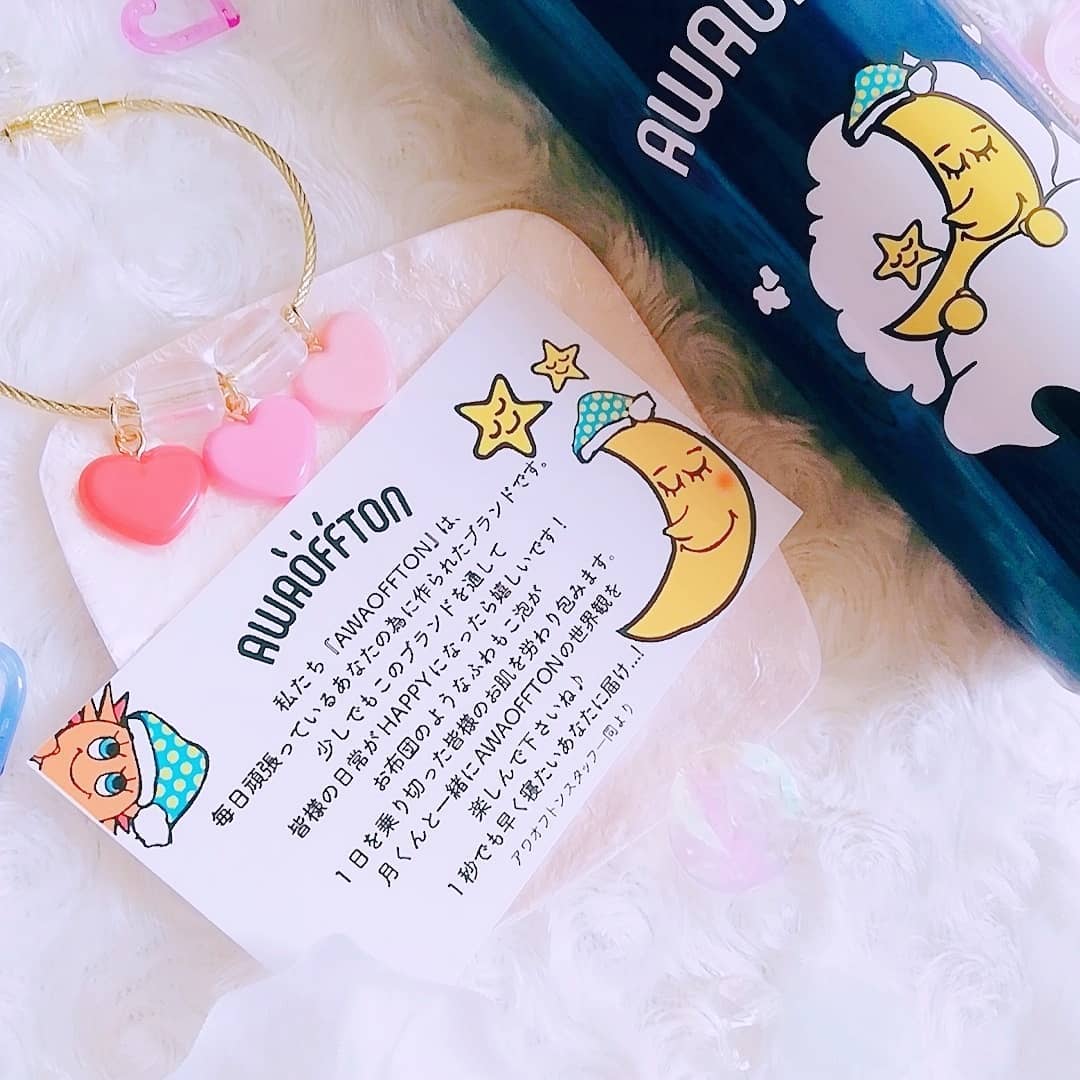 AWAO
AWAOFFTON
私たち『AWAOFFTON』は、
毎日頑張っているあなたの為に作られたブランドです。
少しでもこのブランドを通して
皆様の日常がHAPPYになったら嬉しいです！
お布団のようなふわもこ泡が
1日を乗り切った皆様のお肌を労わり包みます。
月くんと一緒にAWAOFFTONの世界観を
楽しんで下さいね♪
1秒でも早く寝たいあなたに届け...!
アワオフトンスタッフ一同より